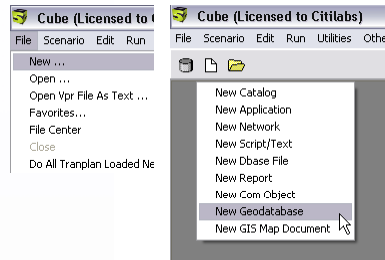 Cube (Licensed to
File Scenario Edit Run
New ...
Open ...
Open Vpr File As Text ...
Favorites...
File Center
Close
Do All Tranplan Loaded
Cube (Licensed to Citilabs)
File Scenario Edit Run Utilities
New Catalog
New Application
New Network
New Script/Text
New Dbase File
New Report
New Com Object
New Geodatabase
New GIS Map Document